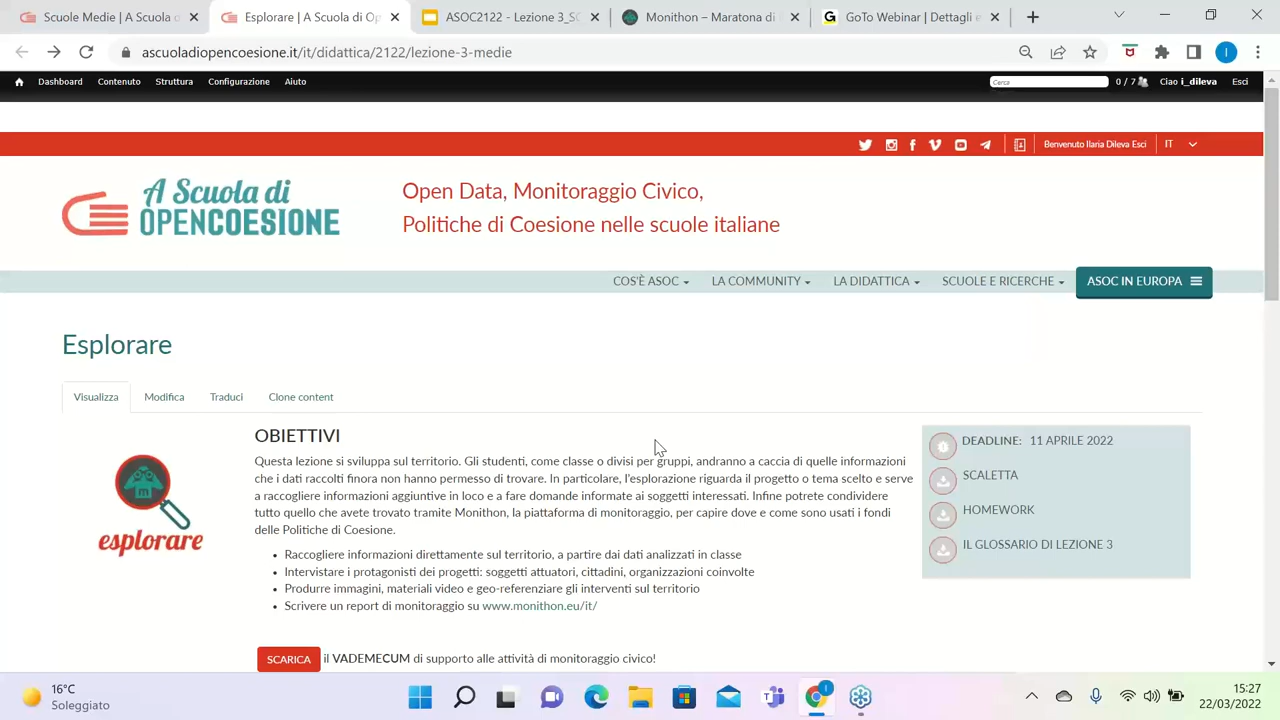 Scuole Medie | A Scuola di
Esplorare | A Scuola di Op
ASOC2122 - Lezione 3_SC
Monithon – Maratona di
GoTo Webinar | Dettagli
ascuoladiopencoesione.it/it/didattica/2122/lezione-3-medie
Dashboard Contenuto Struttura Configurazione Aiuto
Cerca
0 / 7
Ciao i_dileva Esci
Benvenuto Ilaria Dileva Esci
IT
A Scuola di
OPENCOESIONE
Open Data, Monitoraggio Civico,
Politiche di Coesione nelle scuole italiane
COS'È ASOC LA COMMUNITY LA DIDATTICA SCUOLE E RICERCHE ASOC IN EUROPA
Esplorare
Visualizza Modifica Traduci Clone content
esplorare
OBIETTIVI
Questa lezione si sviluppa sul territorio. Gli studenti, come classe o divisi per gruppi, andranno a caccia di quelle informazioni
che i dati raccolti finora non hanno permesso di trovare. In particolare, l'esplorazione riguarda il progetto o tema scelto e serve
a raccogliere informazioni aggiuntive in loco e a fare domande informate ai soggetti interessati. Infine potrete condividere
tutto quello che avete trovato tramite Monithon, la piattaforma di monitoraggio, per capire dove e come sono usati i fondi
delle Politiche di Coesione.
• Raccogliere informazioni direttamente sul territorio, a partire dai dati analizzati in classe
• Intervistare i protagonisti dei progetti: soggetti attuatori, cittadini, organizzazioni coinvolte
• Produrre immagini, materiali video e geo-referenziare gli interventi sul territorio
• Scrivere un report di monitoraggio su www.monithon.eu/it/
SCARICA il VADEMECUM di supporto alle attività di monitoraggio civico!
DEADLINE: 11 APRILE 2022
SCALETTA
HOMEWORK
IL GLOSSARIO DI LEZIONE 3
16°C
Soleggiato
15:27
22/03/2022